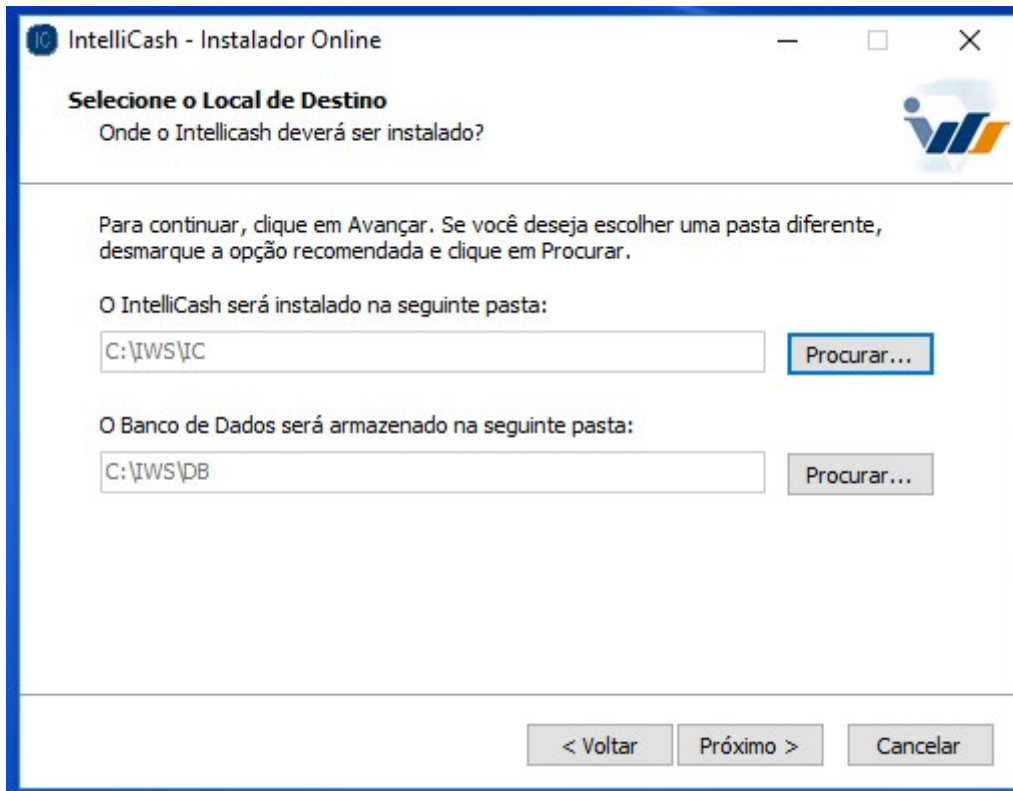 IC IntelliCash - Instalador Online
Selecione o Local de Destino
Onde o Intellicash deverá ser instalado?
Para continuar, clique em Avançar. Se você deseja escolher uma pasta diferente,
desmarque a opção recomendada e clique em Procurar.
O IntelliCash será instalado na seguinte pasta:
C:\IWS\IC
Procurar...
O Banco de Dados será armazenado na seguinte pasta:
C:\IWS\DB
Procurar...
< Voltar
Próximo >
Cancelar